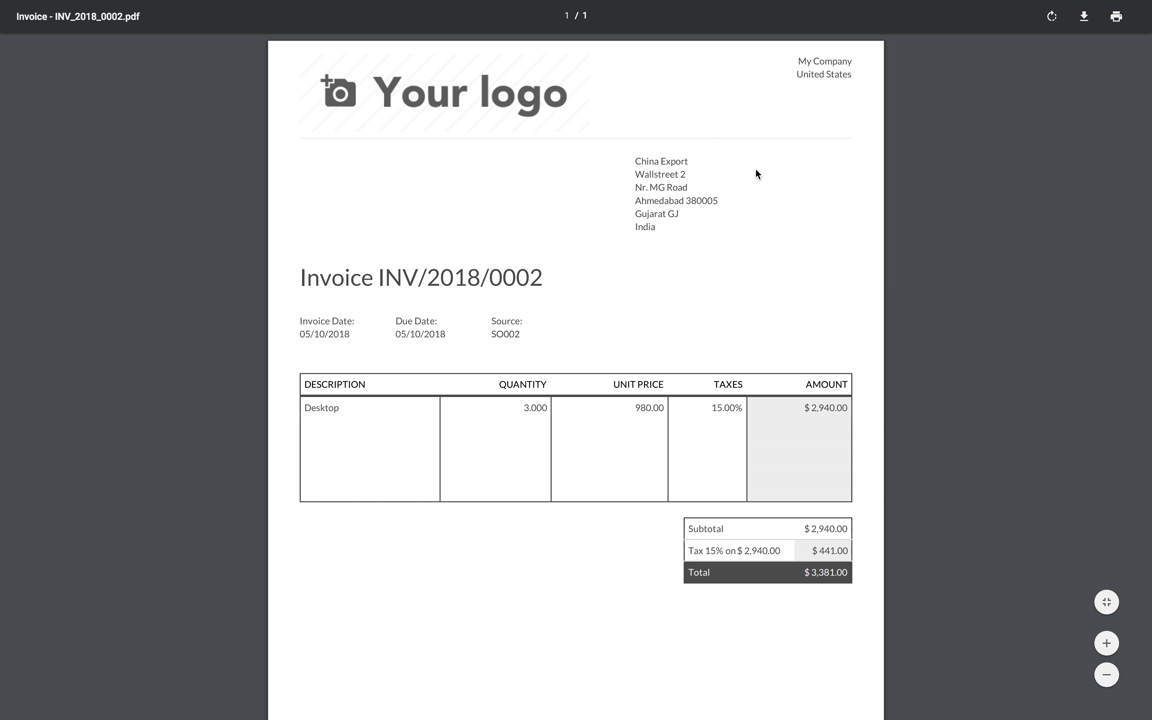 Invoice - INV_2018_0002.pdf
1 / 1
Your logo
My Company
United States
China Export
Wallstreet 2
Nr. MG Road
Ahmedabad 380005
Gujarat GJ
India
Invoice INV/2018/0002
Invoice Date: Due Date: Source:
05/10/2018 05/10/2018 SO002
DESCRIPTION QUANTITY UNIT PRICE TAXES AMOUNT
Desktop 3.000 980.00 15.00% $ 2,940.00
Subtotal $ 2,940.00
Tax 15% on $ 2,940.00 $ 441.00
Total $ 3,381.00